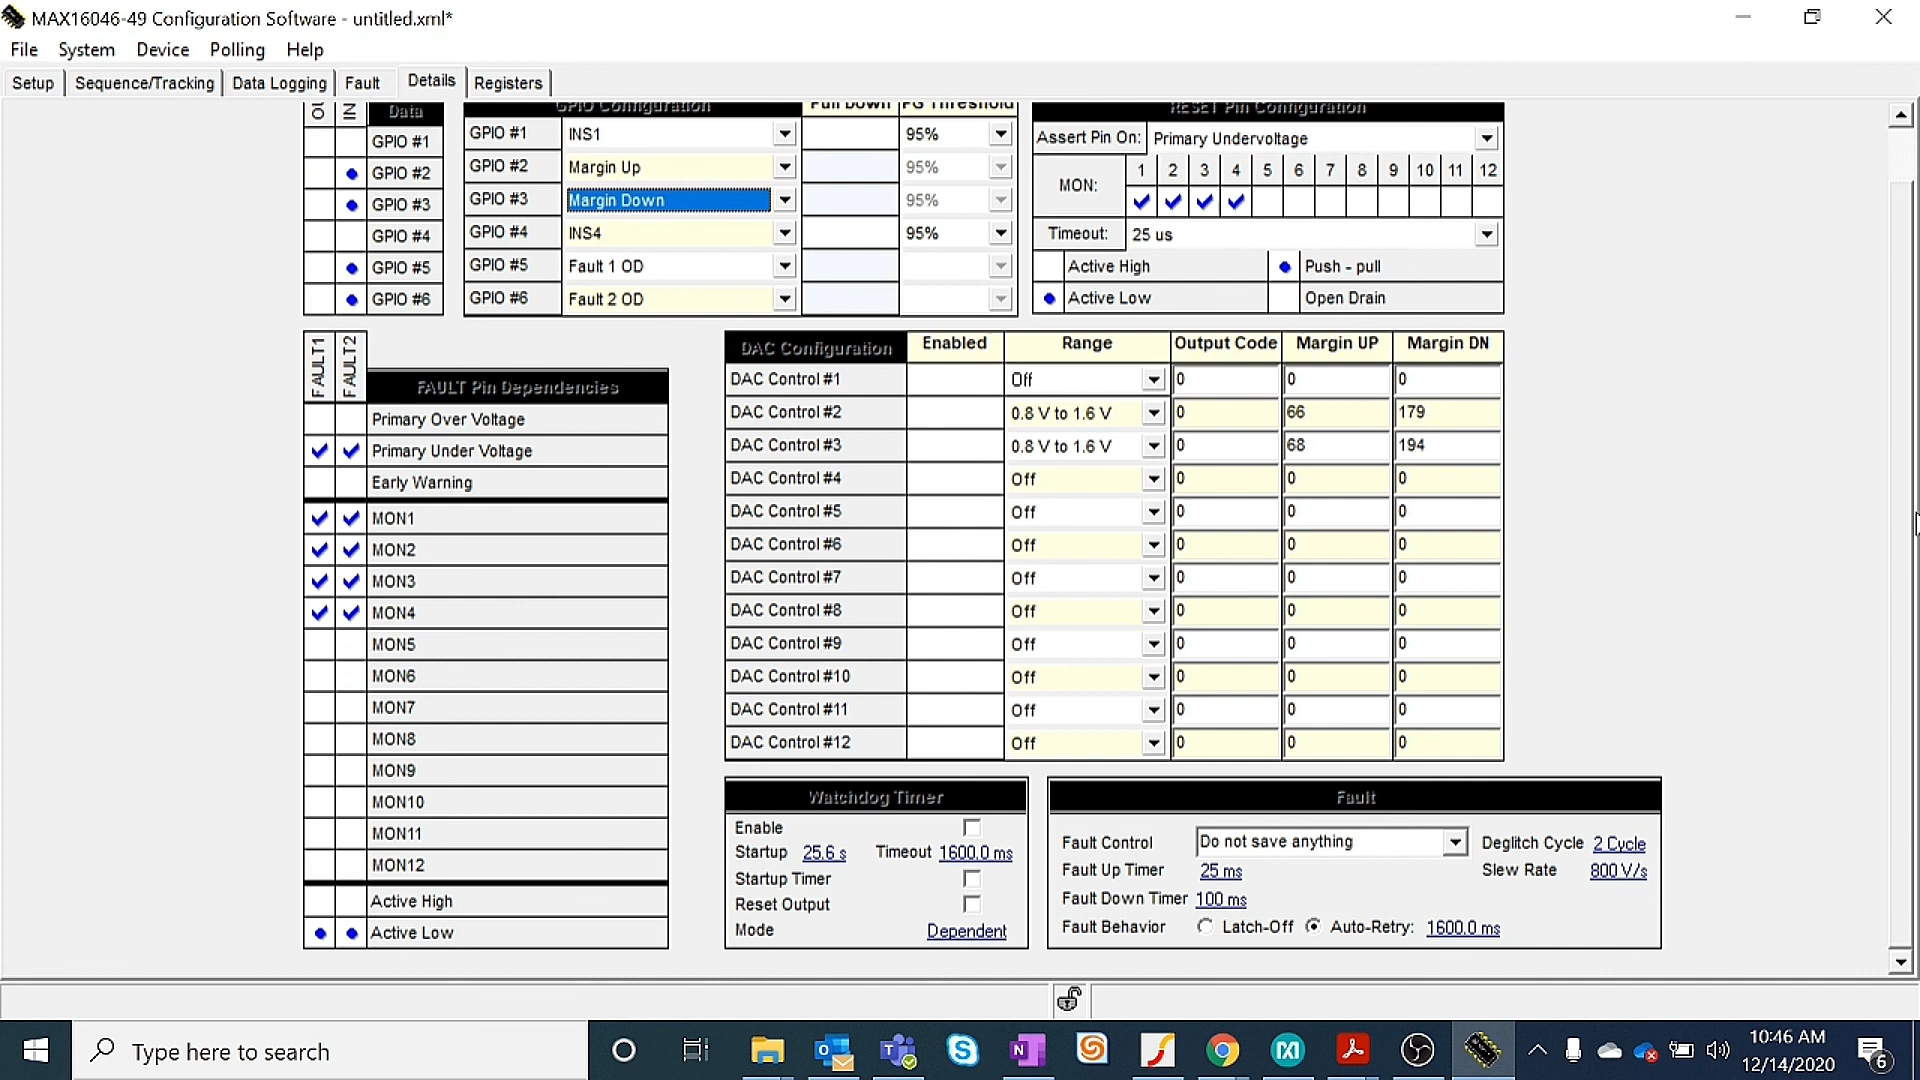 MAX16046-49 Configuration Software - untitled.xml*
File System Device Polling Help
Setup Sequence/Tracking Data Logging Fault Details Registers
IN Data GPIO Configuration Pull Down PG Threshold RESET Pin Configuration
GPIO #1 GPIO #1 INS1 95% Assert Pin On: Primary Undervoltage
GPIO #2 GPIO #2 Margin Up 95% MON: 1 2 3 4 5 6 7 8 9 10 11 12
GPIO #3 GPIO #3 Margin Down 95%
GPIO #4 GPIO #4 INS4 95% Timeout: 25 us
GPIO #5 GPIO #5 Fault 1 OD Active High Push - pull
GPIO #6 GPIO #6 Fault 2 OD Active Low Open Drain
FAULT1 FAULT2 FAULT Pin Dependencies
Primary Over Voltage
Primary Under Voltage
Early Warning
MON1
MON2
MON3
MON4
MON5
MON6
MON7
MON8
MON9
MON10
MON11
MON12
Active High
Active Low
DAC Configuration Enabled Range Output Code Margin UP Margin DN
DAC Control #1 Off 0 0 0
DAC Control #2 0.8 V to 1.6 V 0 66 179
DAC Control #3 0.8 V to 1.6 V 0 68 194
DAC Control #4 Off 0 0 0
DAC Control #5 Off 0 0 0
DAC Control #6 Off 0 0 0
DAC Control #7 Off 0 0 0
DAC Control #8 Off 0 0 0
DAC Control #9 Off 0 0 0
DAC Control #10 Off 0 0 0
DAC Control #11 Off 0 0 0
DAC Control #12 Off 0 0 0
Watchdog Timer
Enable
Startup 25.6 s Timeout 1600.0 ms
Startup Timer
Reset Output
Mode Dependent
Fault
Fault Control Do not save anything Deglitch Cycle 2 Cycle
Fault Up Timer 25 ms Slew Rate 800 V/s
Fault Down Timer 100 ms
Fault Behavior Latch-Off Auto-Retry: 1600.0 ms
Type here to search
10:46 AM
12/14/2020
6